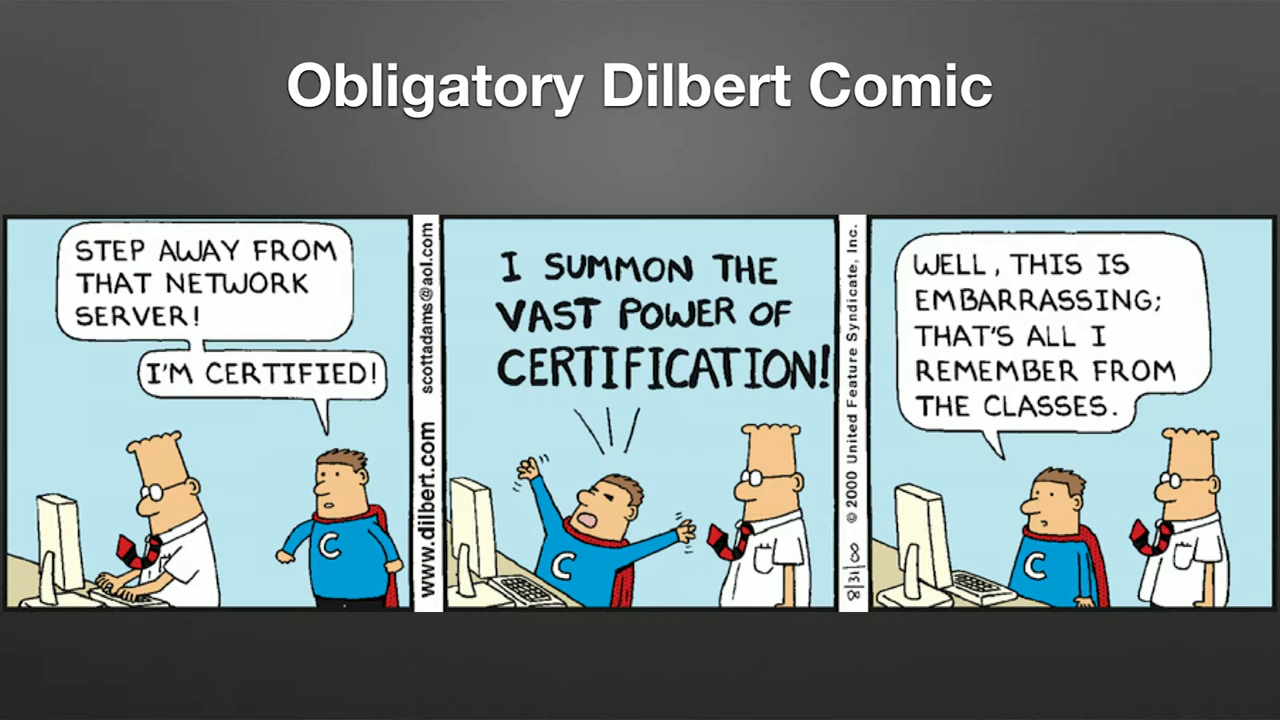 Obligatory Dilbert Comic
STEP AWAY FROM
THAT NETWORK
SERVER!
I'M CERTIFIED!
C
www.dilbert.com scottadams@aol.com
I SUMMON THE
VAST POWER OF
CERTIFICATION!
C
8/31/00 © 2000 United Feature Syndicate, Inc.
WELL, THIS IS
EMBARRASSING;
THAT'S ALL I
REMEMBER FROM
THE CLASSES.
C